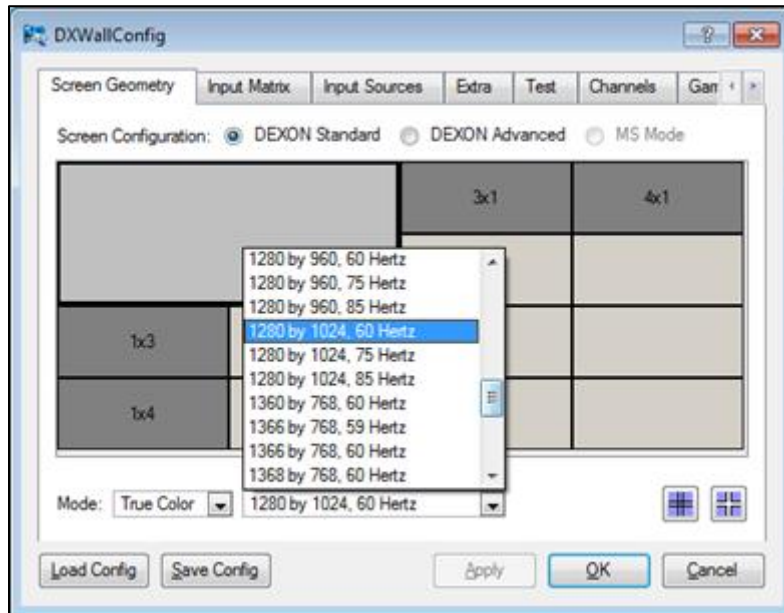 DXWallConfig
Screen Geometry Input Matrix Input Sources Extra Test Channels Gam
Screen Configuration: DEXON Standard DEXON Advanced MS Mode
3x1 4x1
1280 by 960, 60 Hertz
1280 by 960, 75 Hertz
1280 by 960, 85 Hertz
1280 by 1024, 60 Hertz
1x3
1280 by 1024, 75 Hertz
1280 by 1024, 85 Hertz
1360 by 768, 60 Hertz
1x4
1366 by 768, 59 Hertz
1366 by 768, 60 Hertz
1368 by 768, 60 Hertz
Mode: True Color 1280 by 1024, 60 Hertz
Load Config Save Config Apply OK Cancel